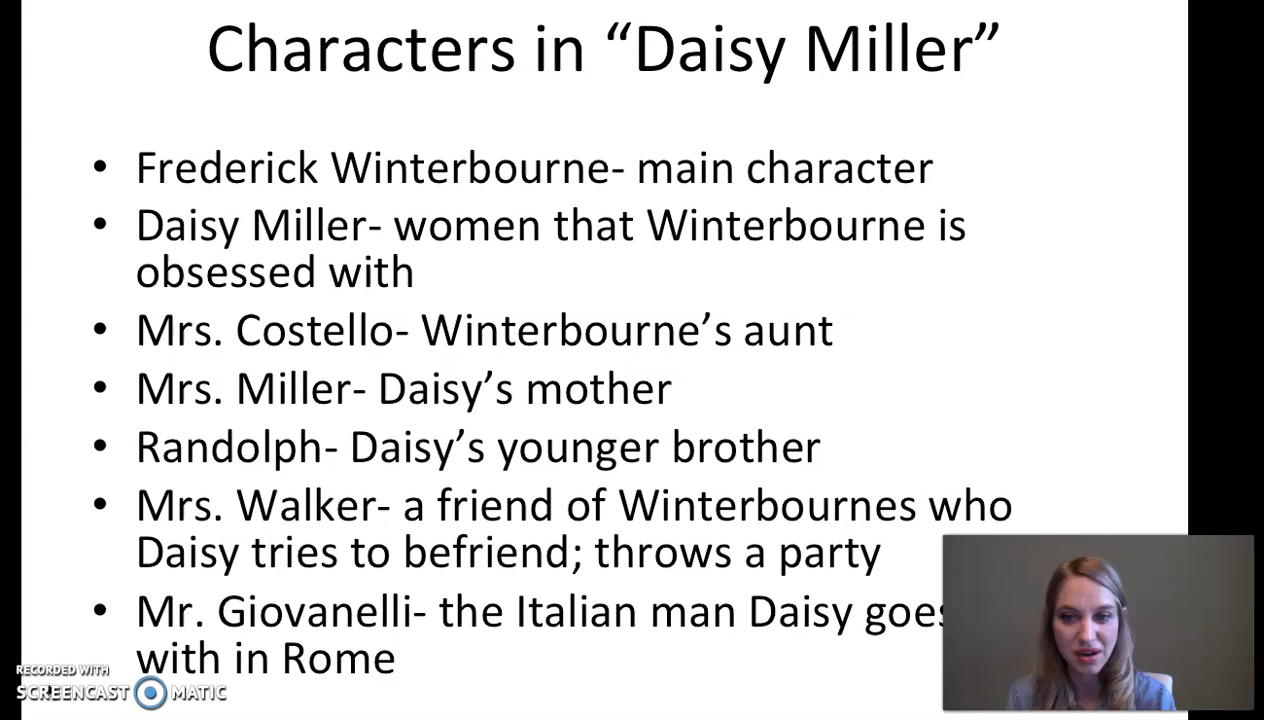 Characters in “Daisy Miller”
• Frederick Winterbourne- main character
• Daisy Miller- women that Winterbourne is
obsessed with
• Mrs. Costello- Winterbourne’s aunt
• Mrs. Miller- Daisy’s mother
• Randolph- Daisy’s younger brother
• Mrs. Walker- a friend of Winterbournes who
Daisy tries to befriend; throws a party
• Mr. Giovanelli- the Italian man Daisy goes
with in Rome
RECORDED WITH
SCREENCAST MATIC